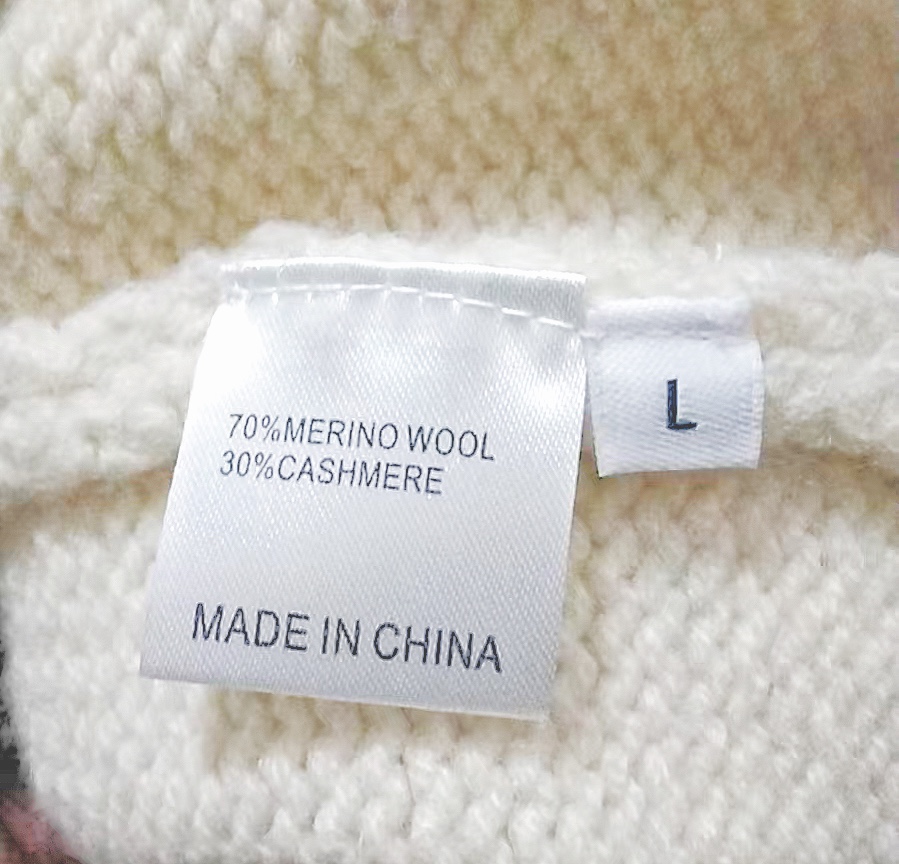 70%MERINO WOOL
30%CASHMERE
MADE IN CHINA
L